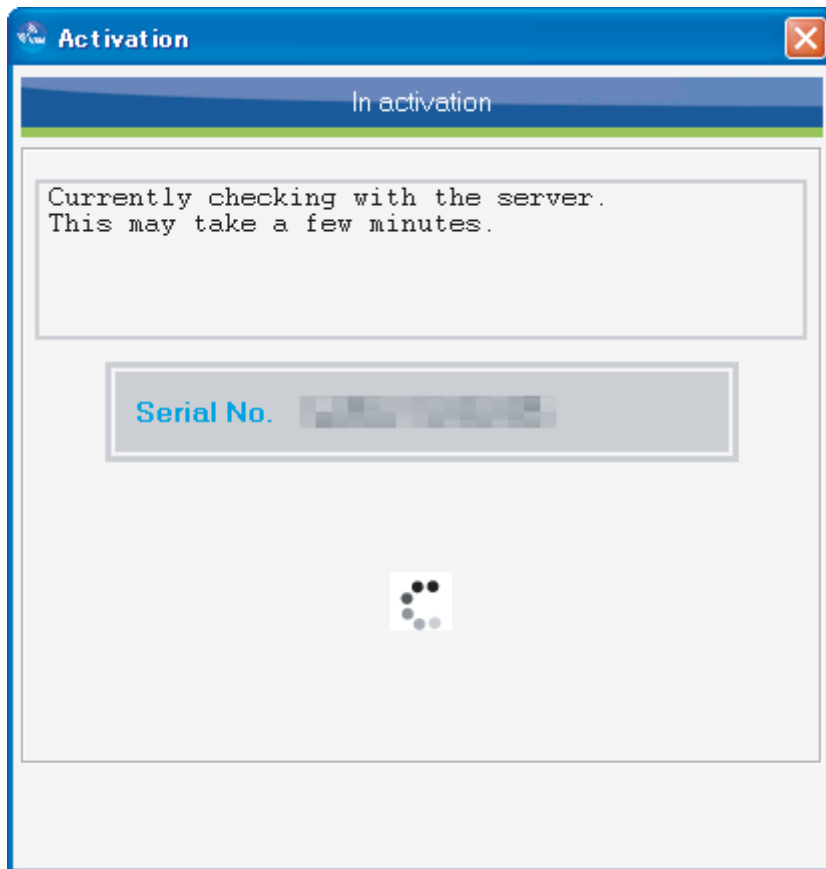 Activation
In activation
Currently checking with the server.
This may take a few minutes.
Serial No.